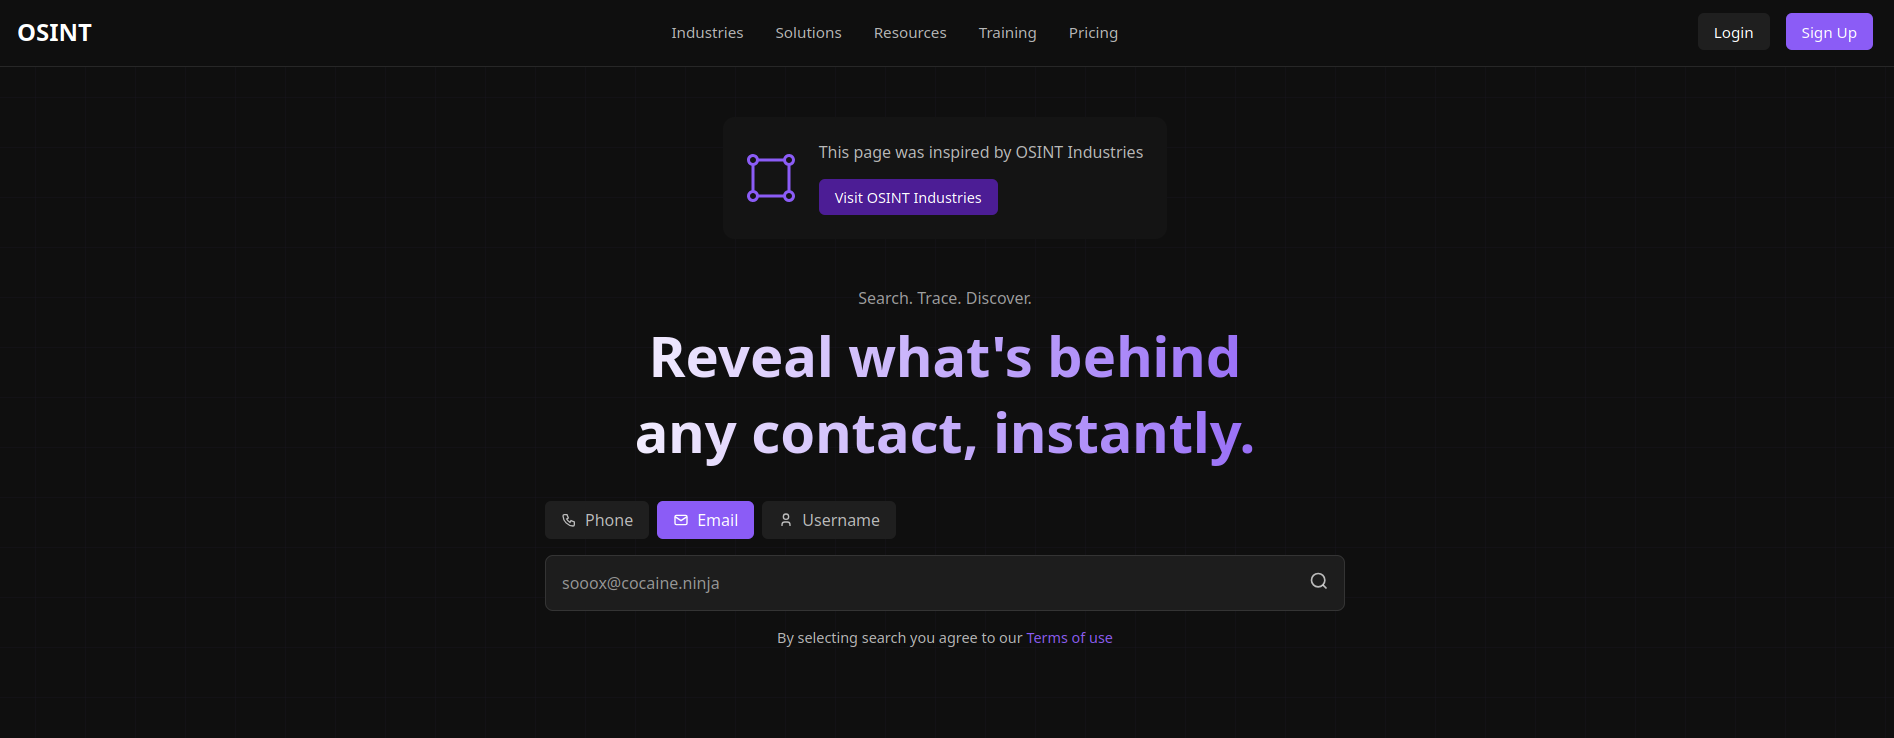 OSINT
Industries Solutions Resources Training Pricing
Login
Sign Up
This page was inspired by OSINT Industries
Visit OSINT Industries
Search. Trace. Discover.
Reveal what's behind
any contact, instantly.
Phone
Email
Username
sooox@cocaine.ninja
By selecting search you agree to our Terms of use